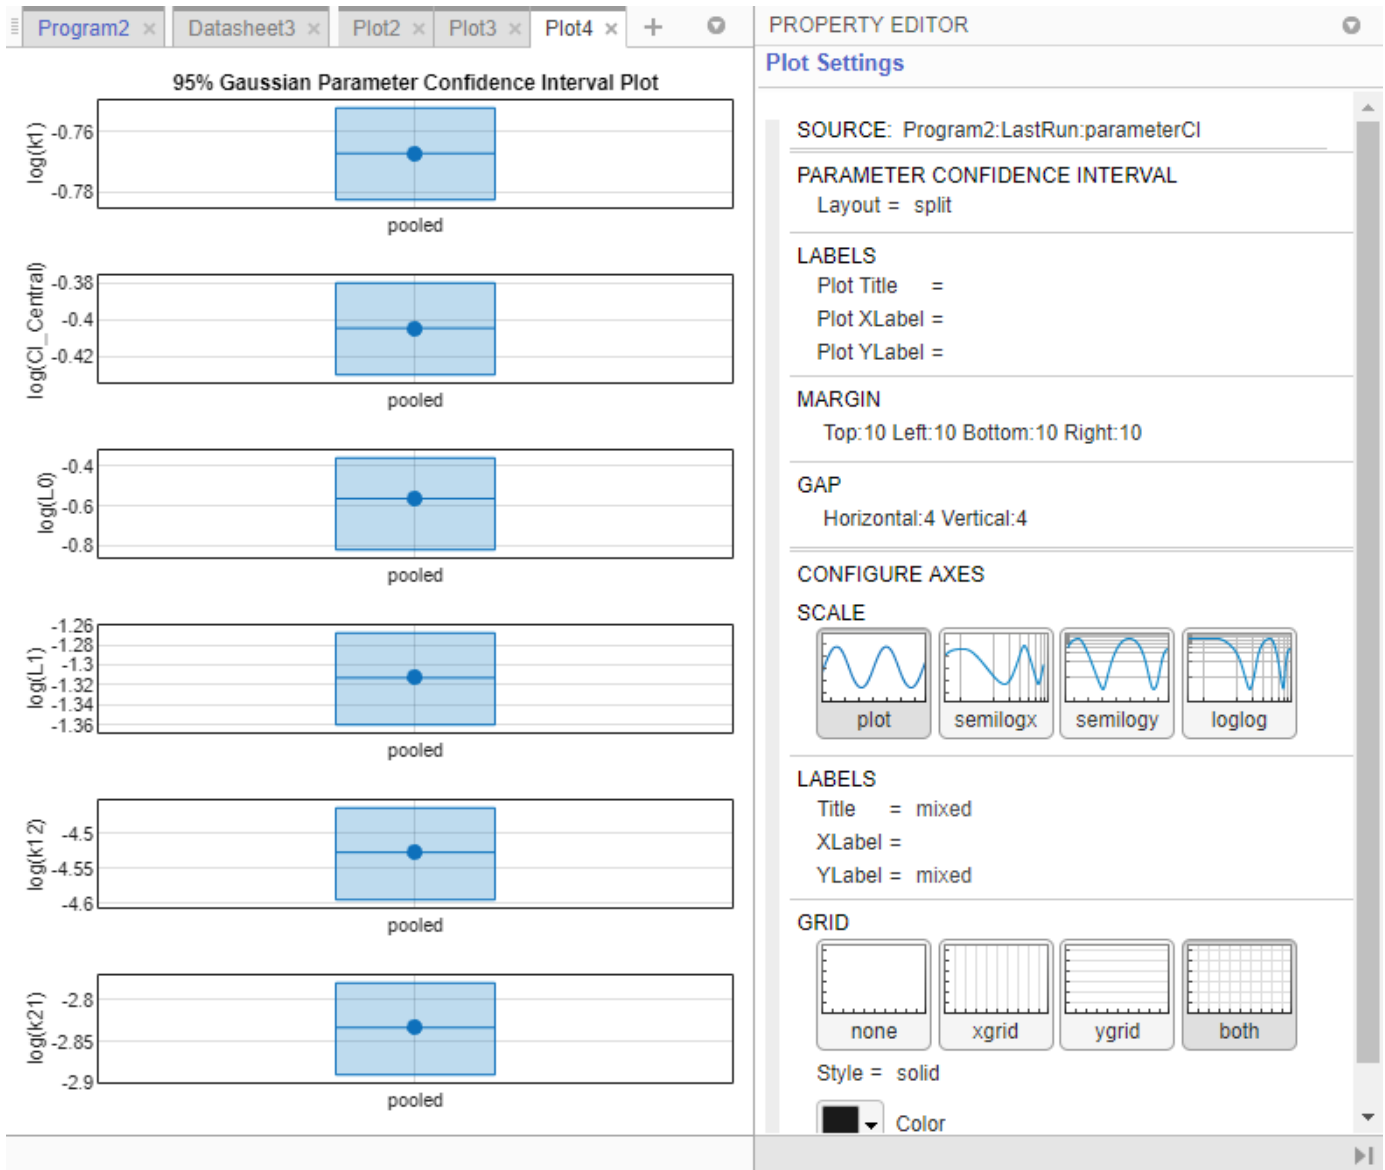 Program2 × Datasheet3 × Plot2 × Plot3 × Plot4 × +
95% Gaussian Parameter Confidence Interval Plot
log(k1)
-0.76
-0.78
pooled
log(Cl_Central)
-0.38
-0.4
-0.42
pooled
log(L0)
-0.4
-0.6
-0.8
pooled
log(L1)
-1.26
-1.28
-1.3
-1.32
-1.34
-1.36
pooled
log(k12)
-4.5
-4.55
-4.6
pooled
log(k21)
-2.8
-2.85
-2.9
pooled
PROPERTY EDITOR
Plot Settings
SOURCE: Program2:LastRun:parameterCI
PARAMETER CONFIDENCE INTERVAL
Layout = split
LABELS
Plot Title =
Plot XLabel =
Plot YLabel =
MARGIN
Top:10 Left:10 Bottom:10 Right:10
GAP
Horizontal:4 Vertical:4
CONFIGURE AXES
SCALE
plot semilogx semilogy loglog
LABELS
Title = mixed
XLabel =
YLabel = mixed
GRID
none xgrid ygrid both
Style = solid
Color